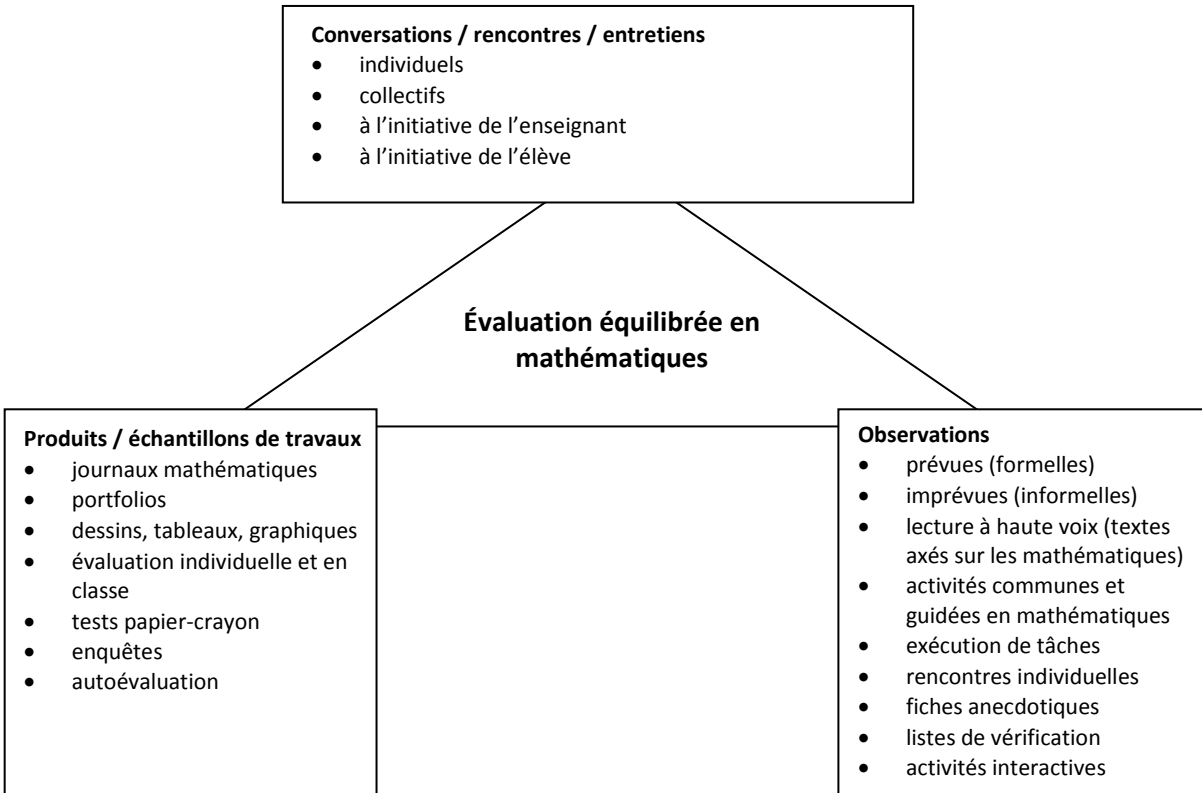 Conversations / rencontres / entretiens
• individuels
• collectifs
• à l’initiative de l’enseignant
• à l’initiative de l’élève
Évaluation équilibrée en
mathématiques
Produits / échantillons de travaux
• journaux mathématiques
• portfolios
• dessins, tableaux, graphiques
• évaluation individuelle et en
classe
• tests papier-crayon
• enquêtes
• autoévaluation
Observations
• prévues (formelles)
• imprévues (informelles)
• lecture à haute voix (textes
axés sur les mathématiques)
• activités communes et
guidées en mathématiques
• exécution de tâches
• rencontres individuelles
• fiches anecdotiques
• listes de vérification
• activités interactives